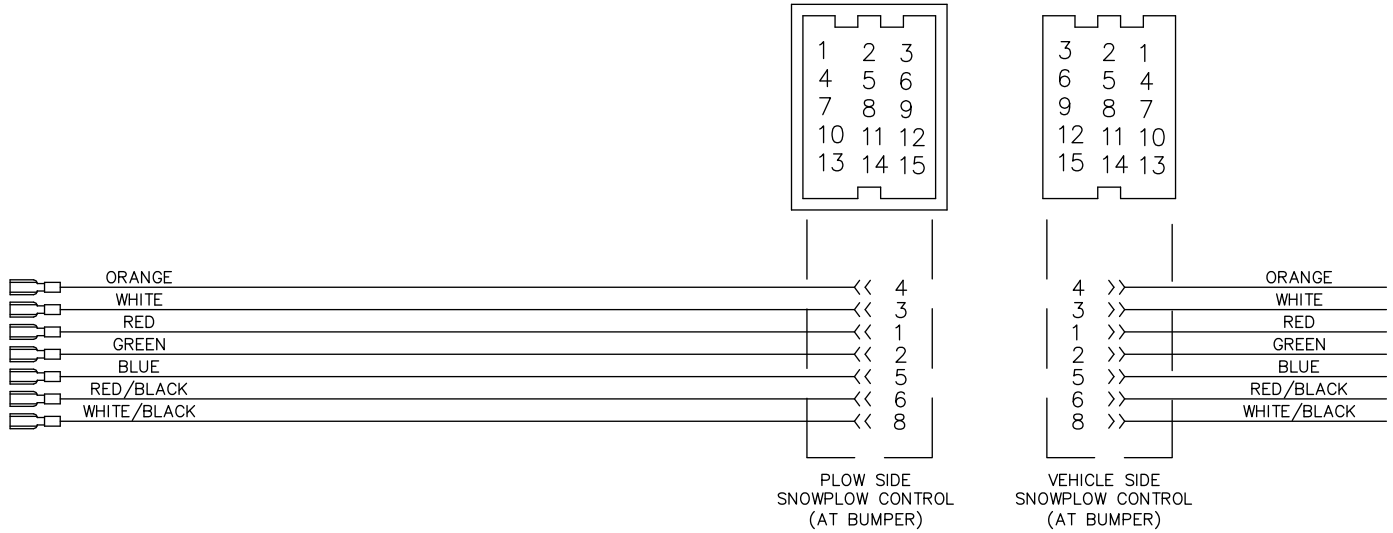 1 2 3
4 5 6
7 8 9
10 11 12
13 14 15
3 2 1
6 5 4
9 8 7
12 11 10
15 14 13
ORANGE 4
WHITE 3
RED 1
GREEN 2
BLUE 5
RED/BLACK 6
WHITE/BLACK 8
4 ORANGE
3 WHITE
1 RED
2 GREEN
5 BLUE
6 RED/BLACK
8 WHITE/BLACK
PLOW SIDE
SNOWPLOW CONTROL
(AT BUMPER)
VEHICLE SIDE
SNOWPLOW CONTROL
(AT BUMPER)